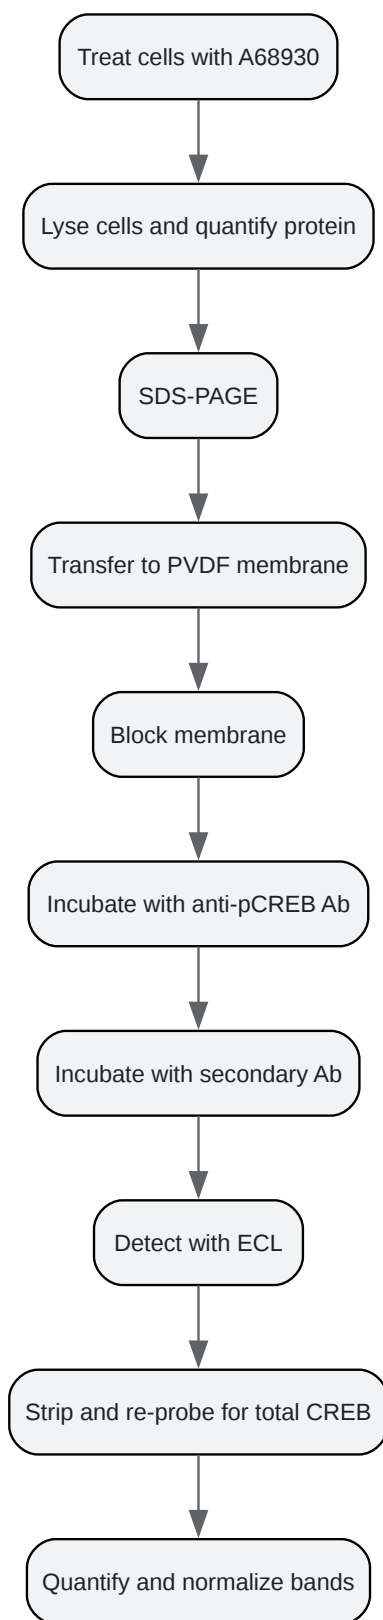 Treat cells with A68930
Lyse cells and quantify protein
SDS-PAGE
Transfer to PVDF membrane
Block membrane
Incubate with anti-pCREB Ab
Incubate with secondary Ab
Detect with ECL
Strip and re-probe for total CREB
Quantify and normalize bands